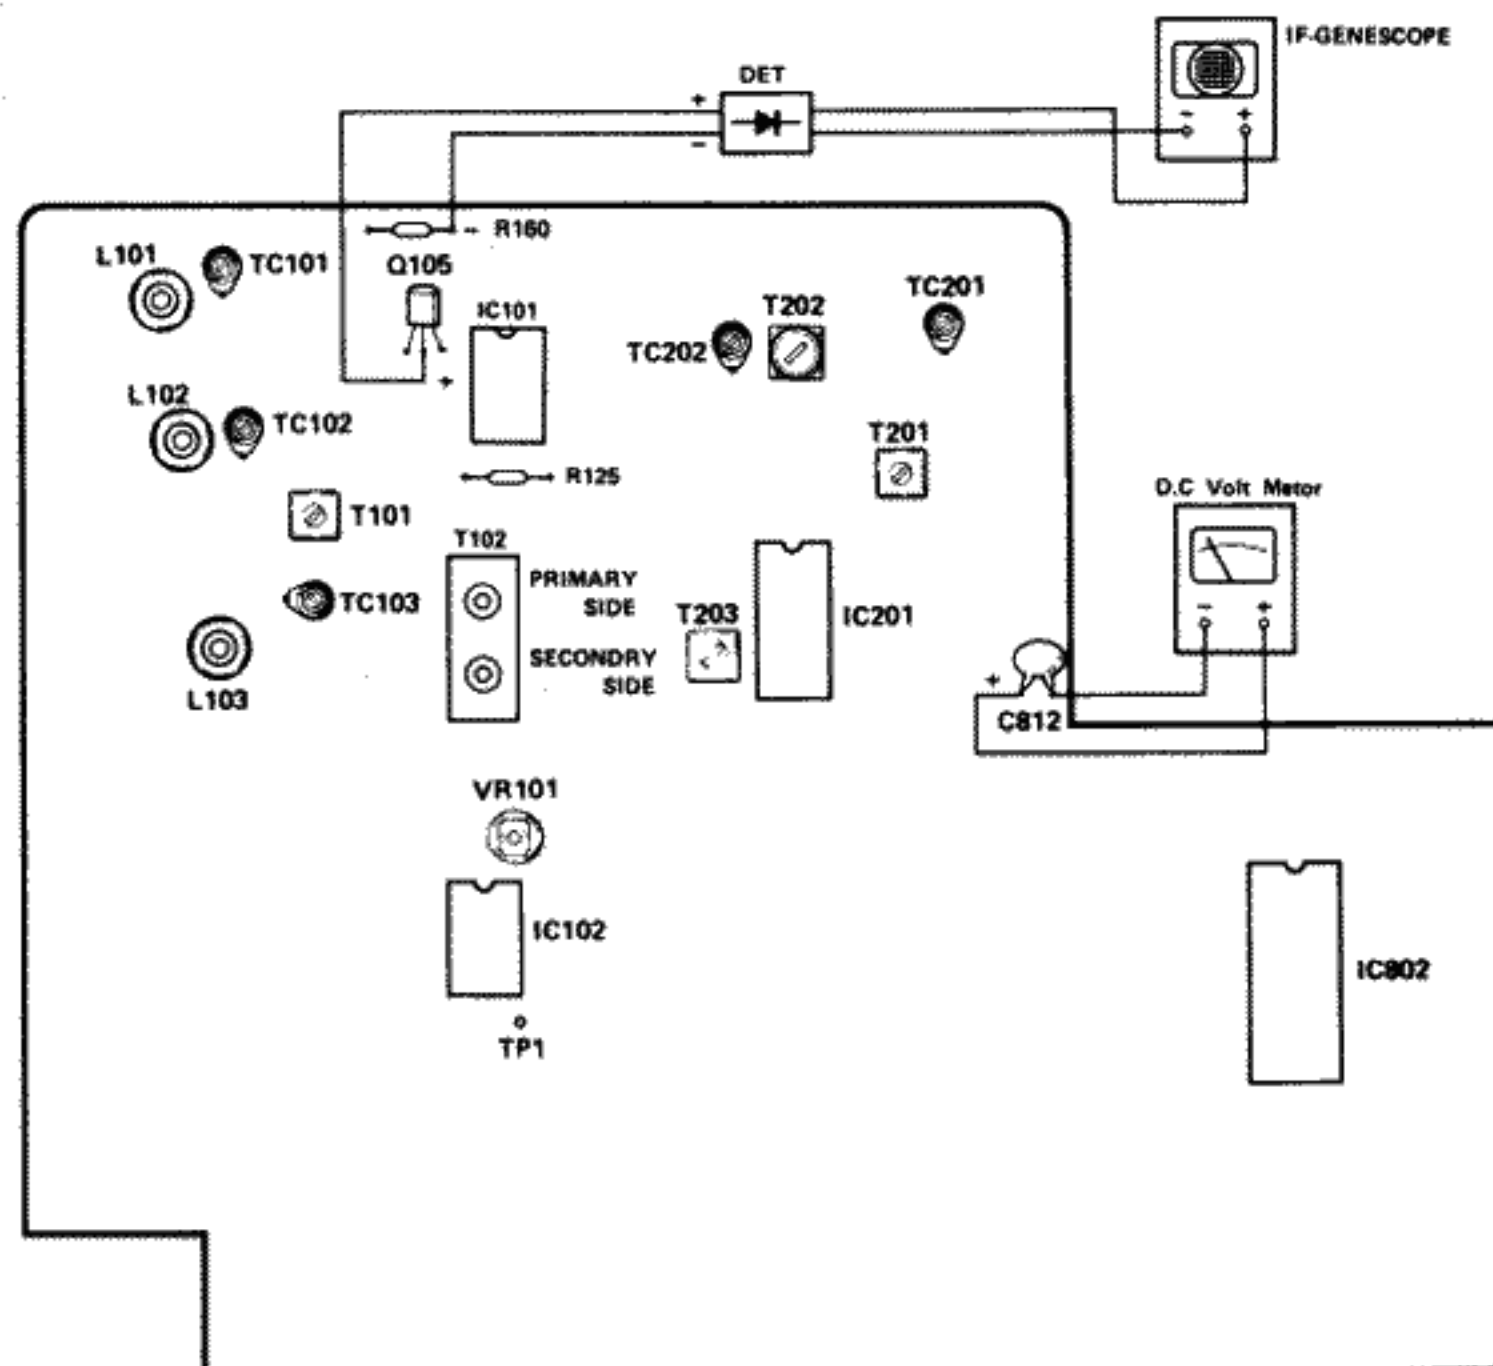 IF-GENESCOPE
DET
+
−
− +
R160
L101
TC101
Q105
IC101
TC201
T202
TC202
+
L102
TC102
T201
R125
D.C Volt Metor
T101
T102
PRIMARY
SIDE
TC103
T203
IC201
− +
SECONDRY
SIDE
+
L103
C812
VR101
IC102
IC802
TP1